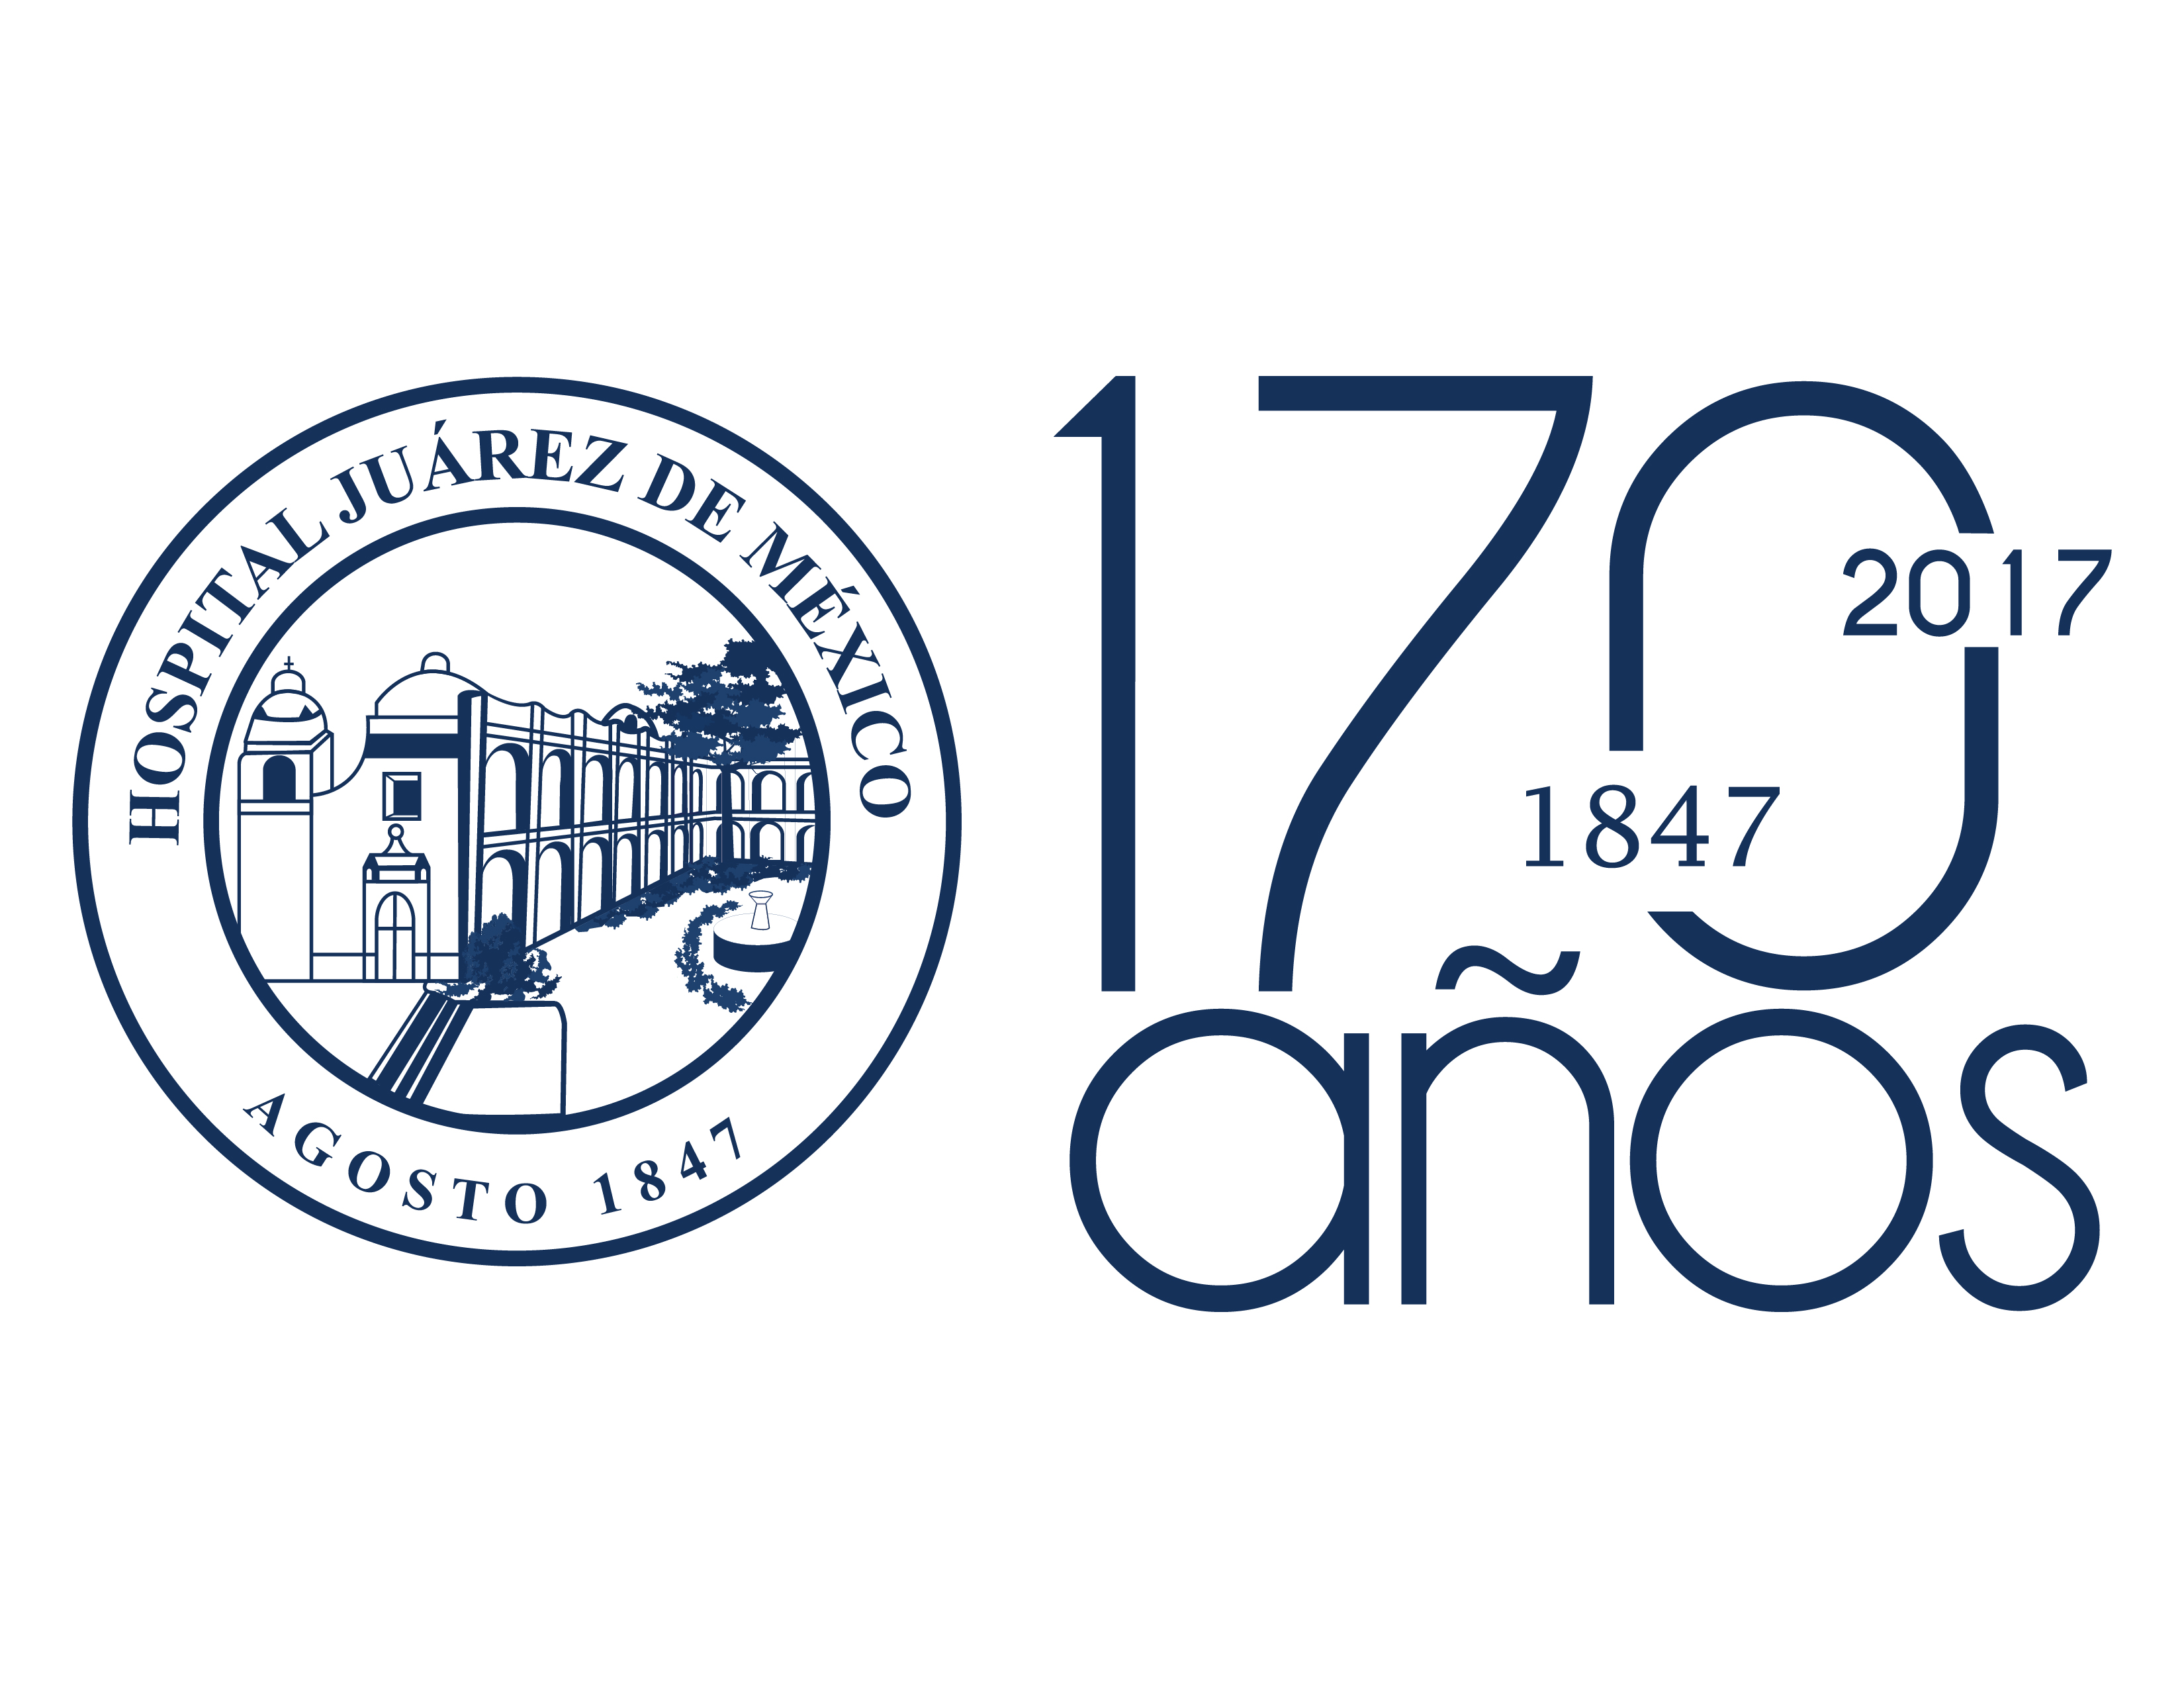 HOSPITAL JUÁREZ DE MÉXICO
AGOSTO 1847
170
2017
1847
años